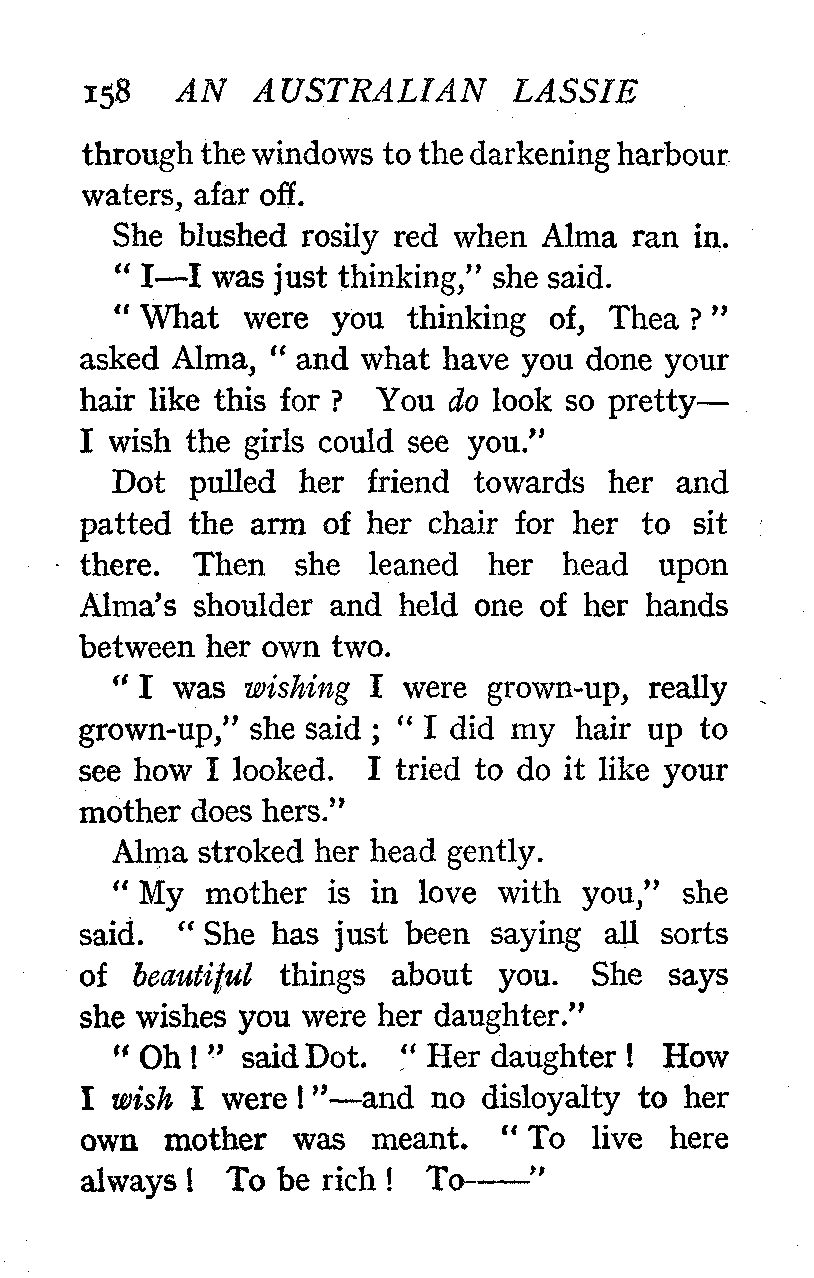 158 AN AUSTRALIAN LASSIE
through the windows to the darkening harbour
waters, afar off.
She blushed rosily red when Alma ran in.
“ I—I was just thinking,” she said.
“ What were you thinking of, Thea ? ”
asked Alma, “ and what have you done your
hair like this for ? You do look so pretty—
I wish the girls could see you.”
Dot pulled her friend towards her and
patted the arm of her chair for her to sit
there. Then she leaned her head upon
Alma’s shoulder and held one of her hands
between her own two.
“ I was wishing I were grown-up, really
grown-up,” she said ; “ I did my hair up to
see how I looked. I tried to do it like your
mother does hers.”
Alma stroked her head gently.
“ My mother is in love with you,” she
said. “ She has just been saying all sorts
of beautiful things about you. She says
she wishes you were her daughter.”
“ Oh ! ” said Dot. “ Her daughter ! How
I wish I were ! ”—and no disloyalty to her
own mother was meant. “ To live here
always ! To be rich ! To——”